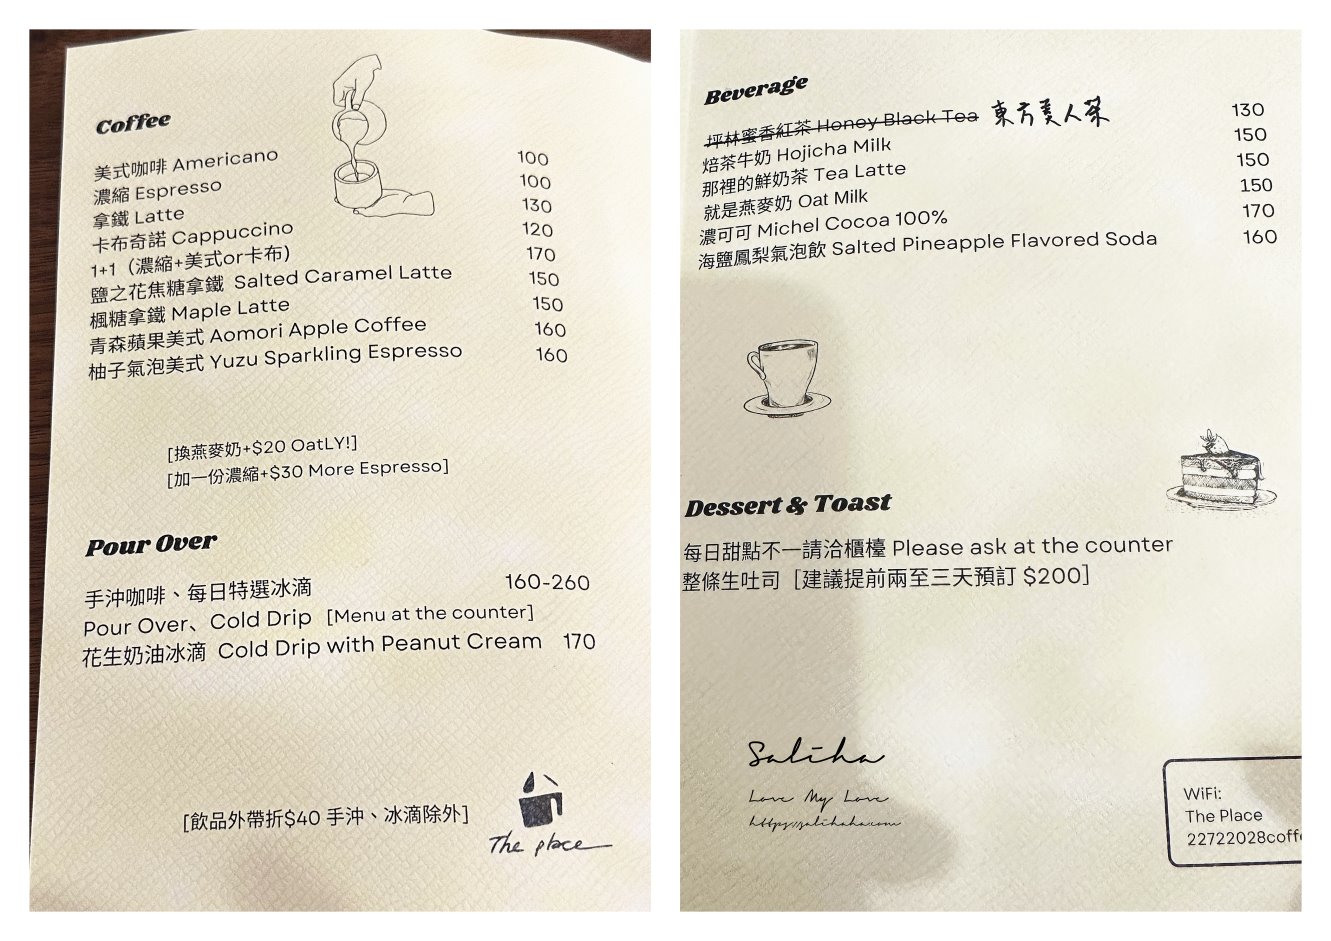 Coffee
美式咖啡 Americano 100
濃縮 Espresso 100
拿鐵 Latte 130
卡布奇諾 Cappuccino 120
1+1（濃縮+美式or卡布) 170
鹽之花焦糖拿鐵 Salted Caramel Latte 150
楓糖拿鐵 Maple Latte 150
青森蘋果美式 Aomori Apple Coffee 160
柚子氣泡美式 Yuzu Sparkling Espresso 160
[換燕麥奶+$20 OatLY!]
[加一份濃縮+$30 More Espresso]
Pour Over
手沖咖啡、每日特選冰滴 160-260
Pour Over、Cold Drip [Menu at the counter]
花生奶油冰滴 Cold Drip with Peanut Cream 170
[飲品外帶折$40 手沖、冰滴除外]
The place
Beverage
坪林蜜香紅茶 Honey Black Tea 東方美人茶 130
焙茶牛奶 Hojicha Milk 150
那裡的鮮奶茶 Tea Latte 150
就是燕麥奶 Oat Milk 150
濃可可 Michel Cocoa 100% 170
海鹽鳳梨氣泡飲 Salted Pineapple Flavored Soda 160
Dessert & Toast
每日甜點不一請洽櫃檯 Please ask at the counter
整條生吐司 [建議提前兩至三天預訂 $200]
Saliha
Love My Love
WiFi:
The Place
22722028coffe